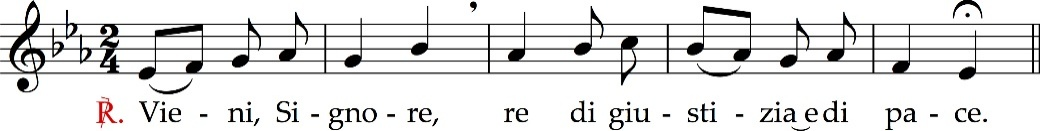 ℟. Vie - ni, Si - gno - re, re di giu - sti - zia‿e di pa - ce.